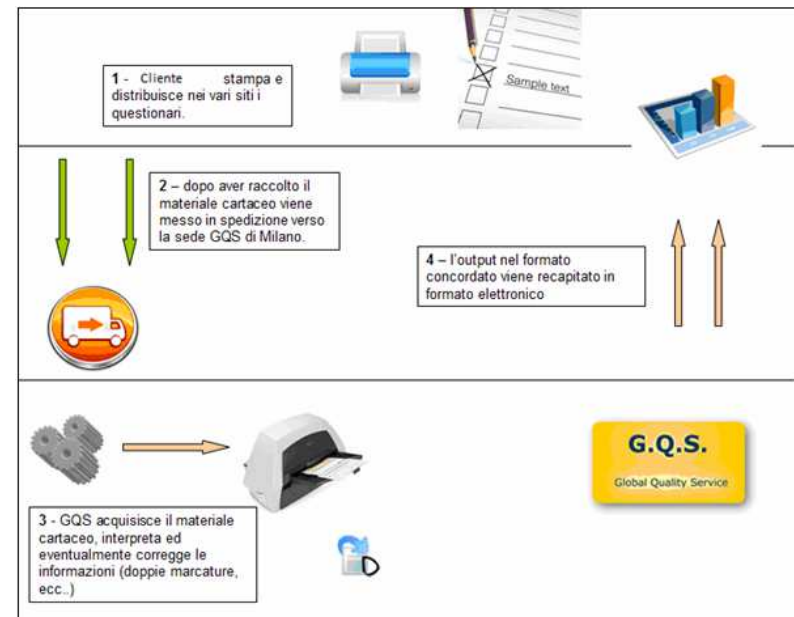 1 - Cliente stampa e
distribuisce nei vari siti i
questionari.
Sample text
2 – dopo aver raccolto il
materiale cartaceo viene
messo in spedizione verso
la sede GQS di Milano.
4 – l'output nel formato
concordato viene recapitato in
formato elettronico
G.Q.S.
Global Quality Service
3 - GQS acquisisce il materiale
cartaceo, interpreta ed
eventualmente corregge le
informazioni (doppie marcature,
ecc..)